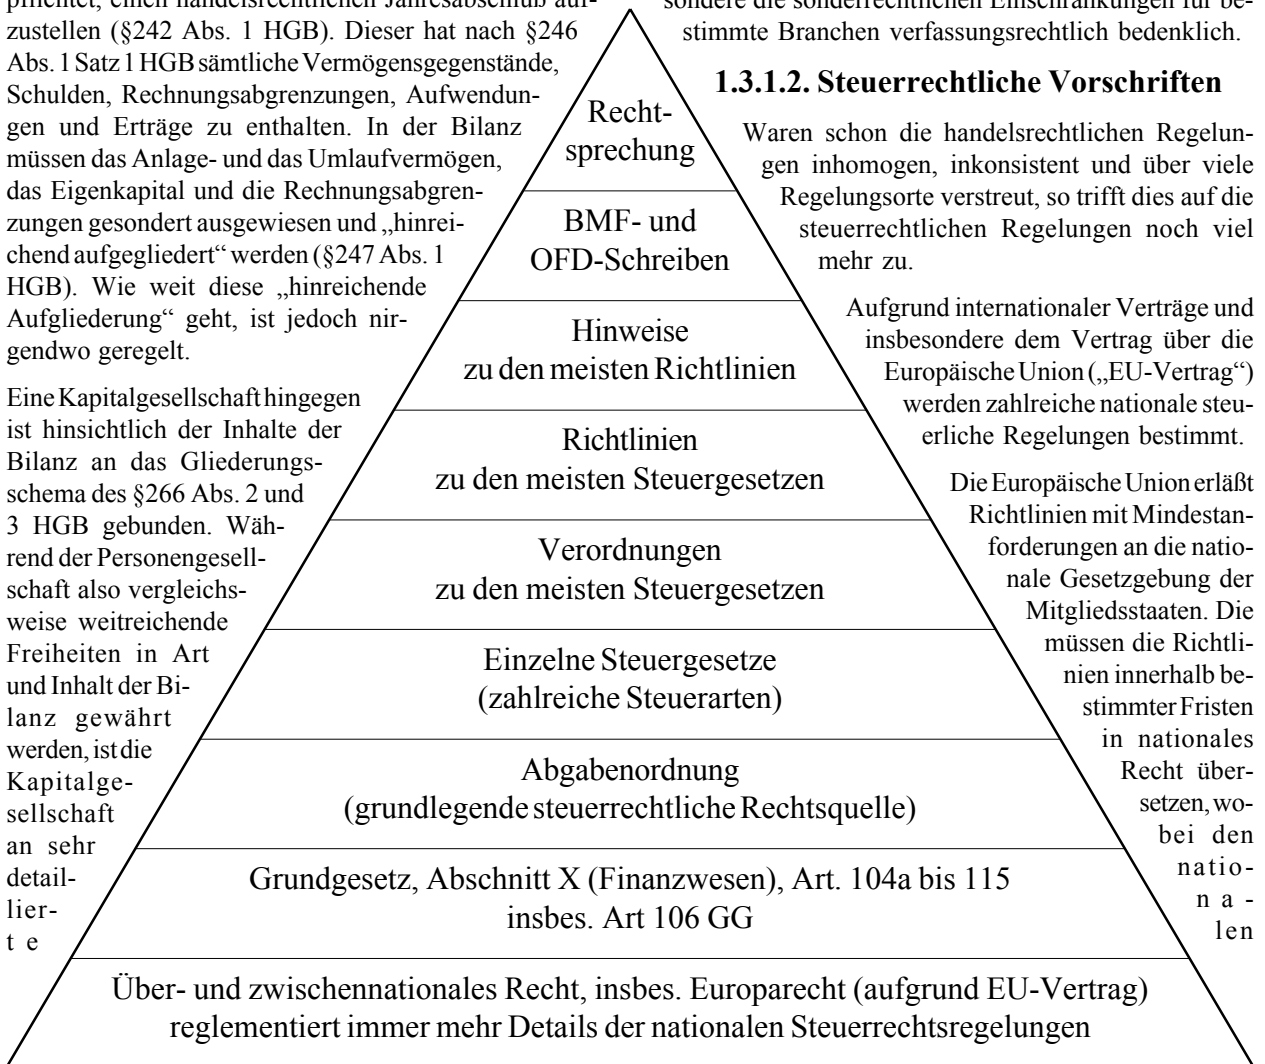 pflichtet, einen handelsrechtlichen Jahresabschluß auf-
zustellen (§242 Abs. 1 HGB). Dieser hat nach §246
Abs. 1 Satz 1 HGB sämtliche Vermögensgegenstände,
Schulden, Rechnungsabgrenzungen, Aufwendun-
gen und Erträge zu enthalten. In der Bilanz
müssen das Anlage- und das Umlaufvermögen,
das Eigenkapital und die Rechnungsabgren-
zungen gesondert ausgewiesen und „hinrei-
chend aufgegliedert“ werden (§247 Abs. 1
HGB). Wie weit diese „hinreichende
Aufgliederung“ geht, ist jedoch nir-
gendwo geregelt.
Eine Kapitalgesellschaft hingegen
ist hinsichtlich der Inhalte der
Bilanz an das Gliederungs-
schema des §266 Abs. 2 und
3 HGB gebunden. Wäh-
rend der Personengesell-
schaft also vergleichs-
weise weitreichende
Freiheiten in Art
und Inhalt der Bi-
lanz gewährt
werden, ist die
Kapitalge-
sellschaft
an sehr
detail-
lier-
te
Recht-
sprechung
BMF- und
OFD-Schreiben
Hinweise
zu den meisten Richtlinien
Richtlinien
zu den meisten Steuergesetzen
Verordnungen
zu den meisten Steuergesetzen
Einzelne Steuergesetze
(zahlreiche Steuerarten)
Abgabenordnung
(grundlegende steuerrechtliche Rechtsquelle)
Grundgesetz, Abschnitt X (Finanzwesen), Art. 104a bis 115
insbes. Art 106 GG
Über- und zwischennationales Recht, insbes. Europarecht (aufgrund EU-Vertrag)
reglementiert immer mehr Details der nationalen Steuerrechtsregelungen
sondere die sonderrechtlichen Einschränkungen für be-
stimmte Branchen verfassungsrechtlich bedenklich.
1.3.1.2. Steuerrechtliche Vorschriften
Waren schon die handelsrechtlichen Regelun-
gen inhomogen, inkonsistent und über viele
Regelungsorte verstreut, so trifft dies auf die
steuerrechtlichen Regelungen noch viel
mehr zu.
Aufgrund internationaler Verträge und
insbesondere dem Vertrag über die
Europäische Union („EU-Vertrag“)
werden zahlreiche nationale steu-
erliche Regelungen bestimmt.
Die Europäische Union erläßt
Richtlinien mit Mindestan-
forderungen an die natio-
nale Gesetzgebung der
Mitgliedsstaaten. Die
müssen die Richtli-
nien innerhalb be-
stimmter Fristen
in nationales
Recht über-
setzen, wo-
bei den
natio-
na-
len